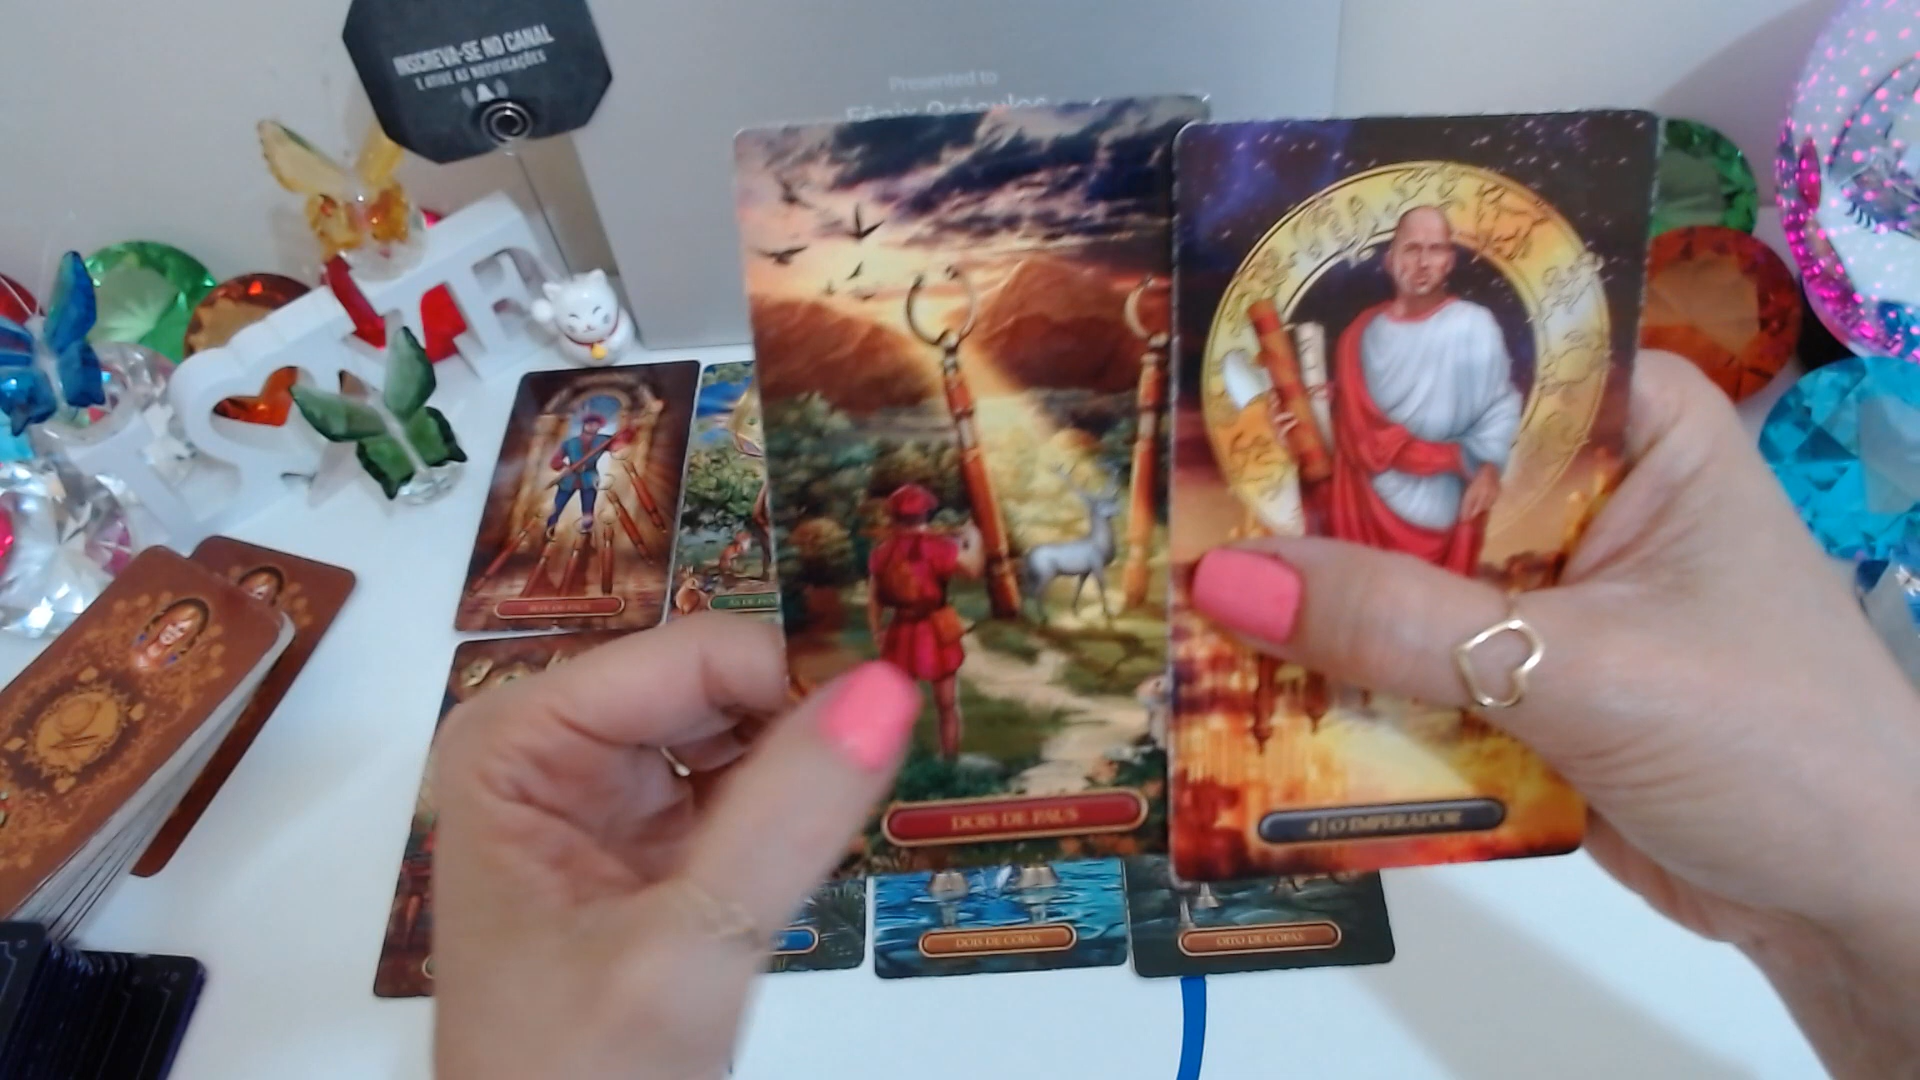 INSCREVA-SE NO CANAL
E ATIVE AS NOTIFICAÇÕES
Presented to
Fênix Oráculos
DOIS DE PAUS
4 | O IMPERADOR
DOIS DE COPAS
OITO DE COPAS